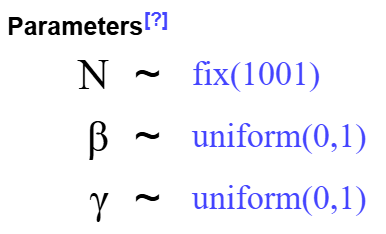 Parameters[?]
N ~ fix(1001)
β ~ uniform(0,1)
γ ~ uniform(0,1)